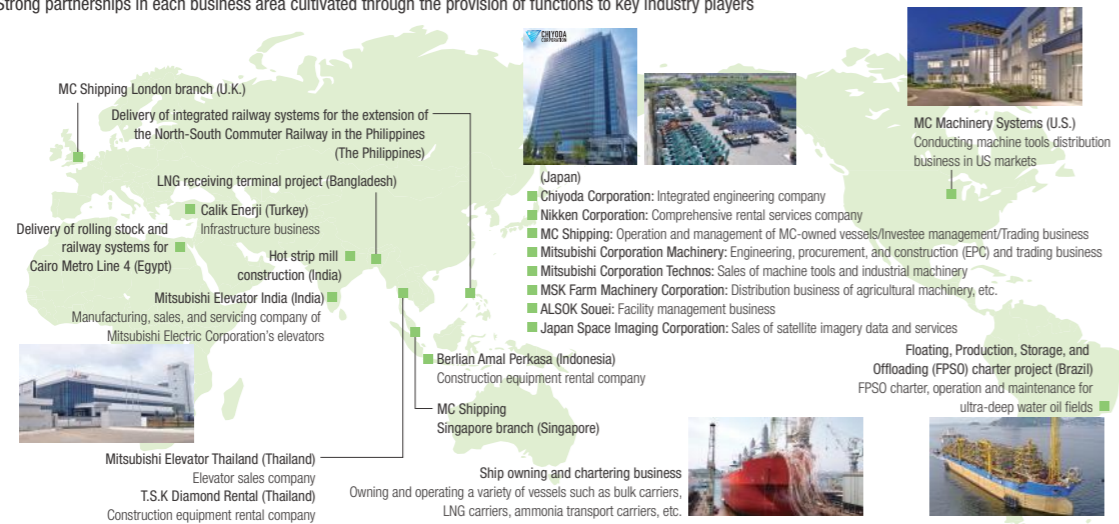 Strong partnerships in each business area cultivated through the provision of functions to key industry players
CHIYODA
CORPORATION
MC Shipping London branch (U.K.)
Delivery of integrated railway systems for the extension of
the North-South Commuter Railway in the Philippines
(The Philippines)
LNG receiving terminal project (Bangladesh)
Calik Enerji (Turkey)
Infrastructure business
Delivery of rolling stock and
railway systems for
Cairo Metro Line 4 (Egypt)
Hot strip mill
construction (India)
Mitsubishi Elevator India (India)
Manufacturing, sales, and servicing company of
Mitsubishi Electric Corporation's elevators
MC Machinery Systems (U.S.)
Conducting machine tools distribution
business in US markets
(Japan)
Chiyoda Corporation: Integrated engineering company
Nikken Corporation: Comprehensive rental services company
MC Shipping: Operation and management of MC-owned vessels/Investee management/Trading business
Mitsubishi Corporation Machinery: Engineering, procurement, and construction (EPC) and trading business
Mitsubishi Corporation Technos: Sales of machine tools and industrial machinery
MSK Farm Machinery Corporation: Distribution business of agricultural machinery, etc.
ALSOK Souei: Facility management business
Japan Space Imaging Corporation: Sales of satellite imagery data and services
Berlian Amal Perkasa (Indonesia)
Construction equipment rental company
MC Shipping
Singapore branch (Singapore)
Floating, Production, Storage, and
Offloading (FPSO) charter project (Brazil)
FPSO charter, operation and maintenance for
ultra-deep water oil fields
Mitsubishi Elevator Thailand (Thailand)
Elevator sales company
T.S.K Diamond Rental (Thailand)
Construction equipment rental company
Ship owning and chartering business
Owning and operating a variety of vessels such as bulk carriers,
LNG carriers, ammonia transport carriers, etc.